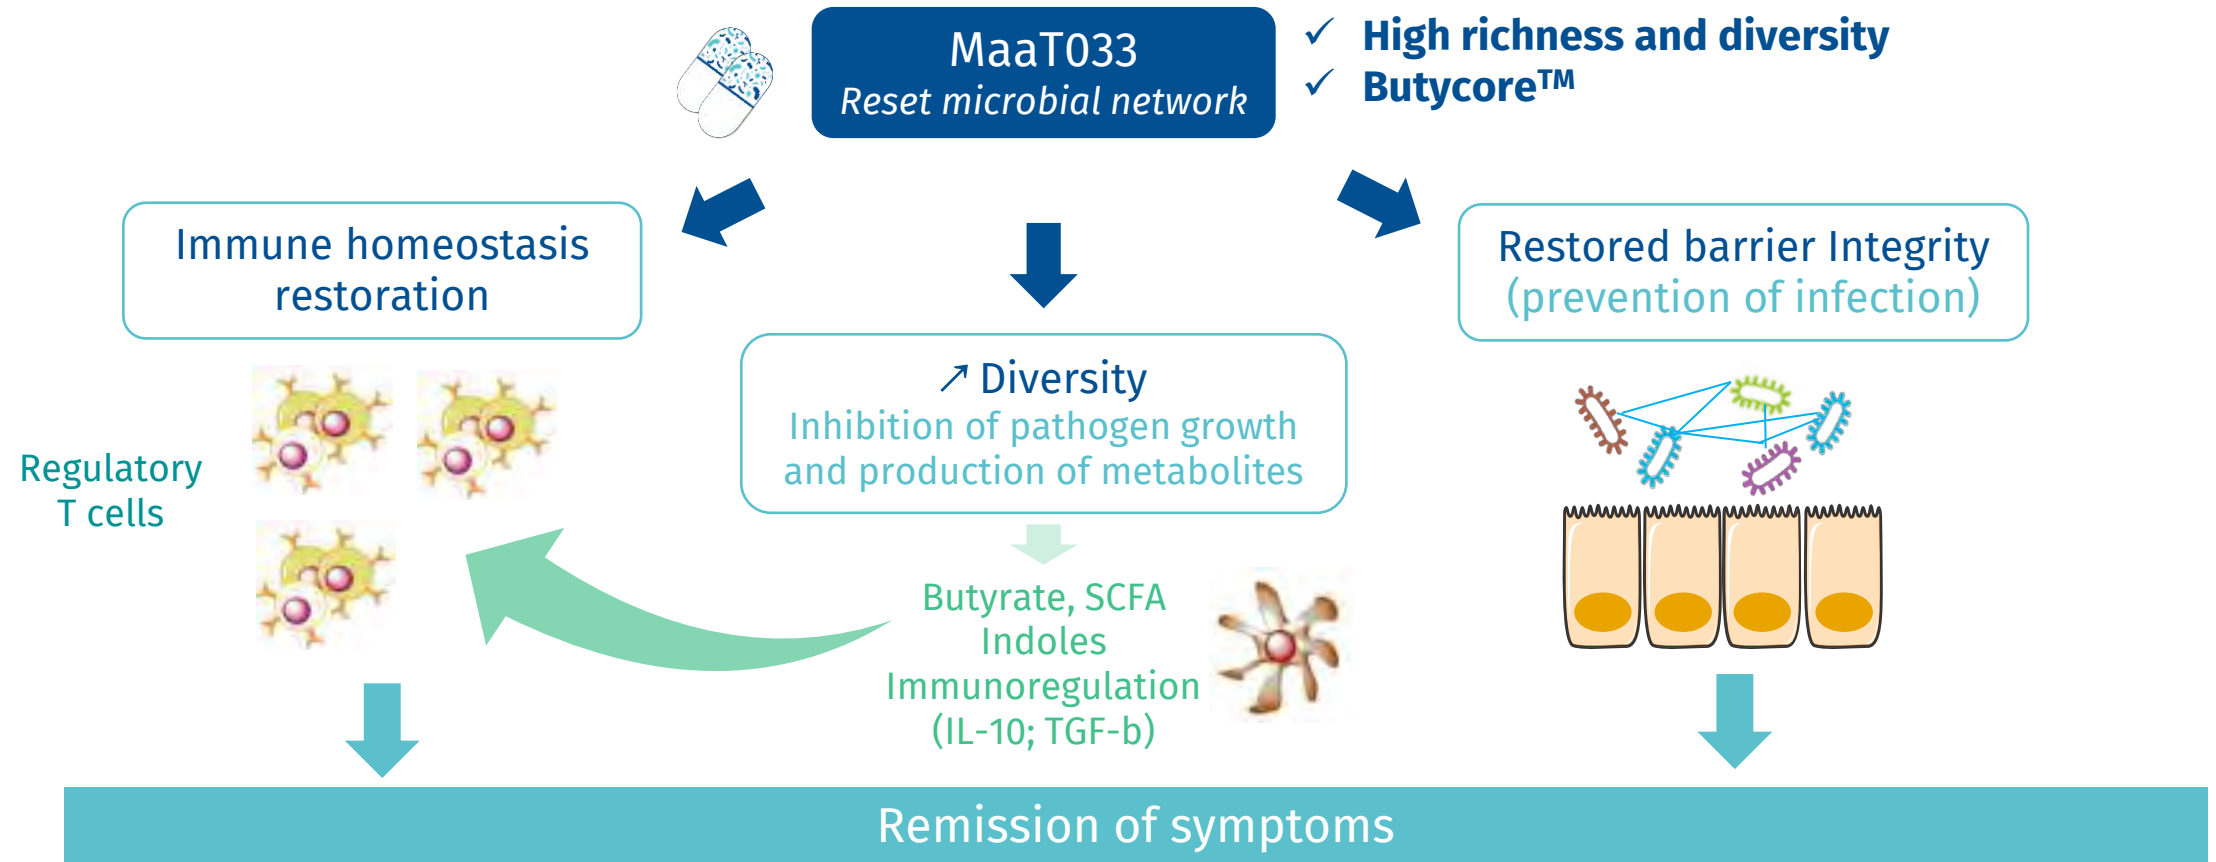 MaaT033
Reset microbial network
✓ High richness and diversity
✓ Butycore™
Immune homeostasis
restoration
↗ Diversity
Inhibition of pathogen growth
and production of metabolites
Restored barrier Integrity
(prevention of infection)
Regulatory
T cells
Butyrate, SCFA
Indoles
Immunoregulation
(IL-10; TGF-b)
Remission of symptoms